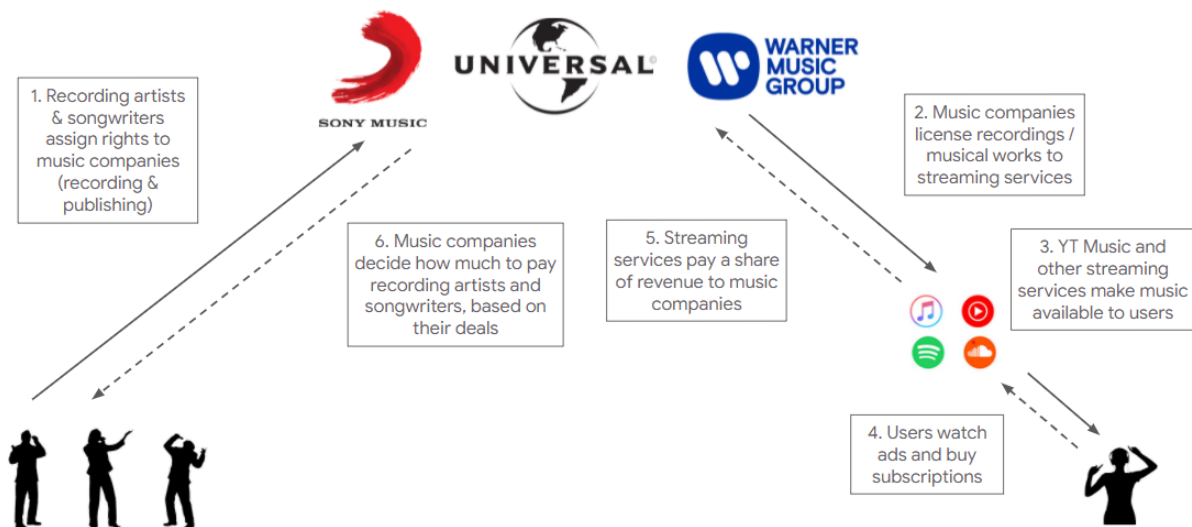 SONY MUSIC
UNIVERSAL
WARNER
MUSIC
GROUP
1. Recording artists
& songwriters
assign rights to
music companies
(recording &
publishing)
2. Music companies
license recordings /
musical works to
streaming services
6. Music companies
decide how much to pay
recording artists and
songwriters, based on
their deals
5. Streaming
services pay a share
of revenue to music
companies
3. YT Music and
other streaming
services make music
available to users
4. Users watch
ads and buy
subscriptions